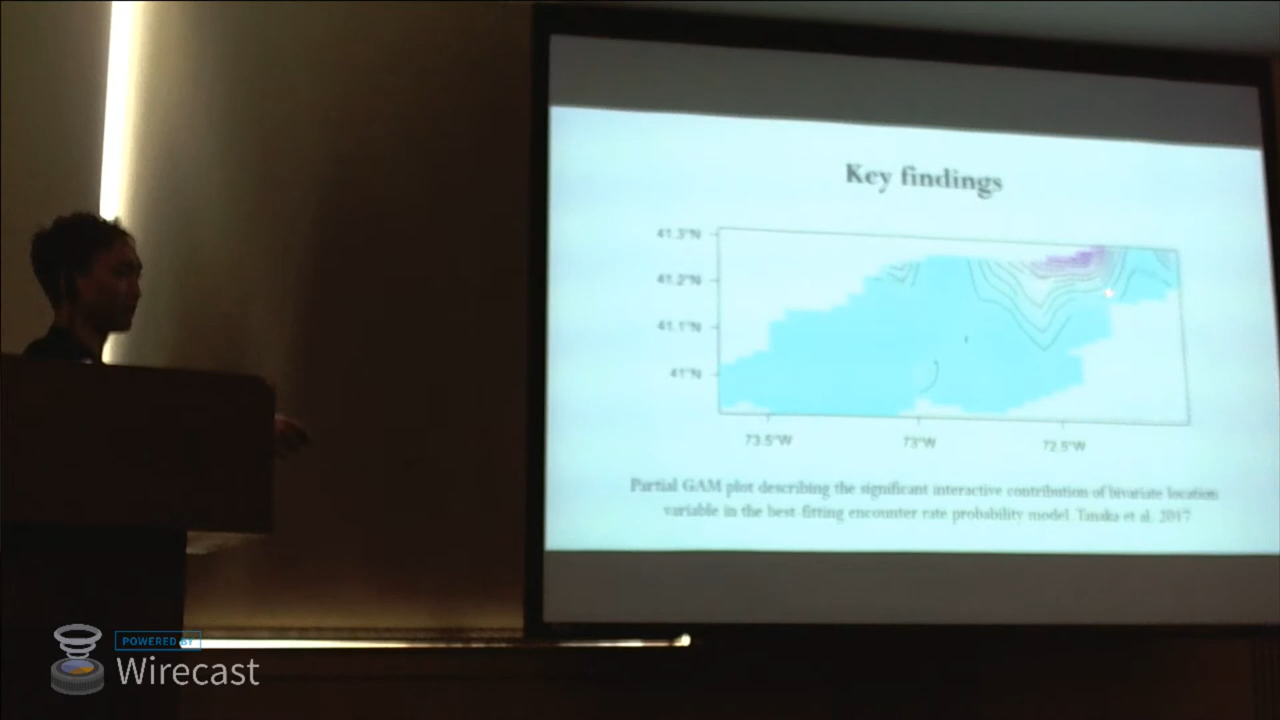 Key findings
41.3°N
41.2°N
41.1°N
41°N
73.5°W 73°W 72.5°W
Partial GAM plot describing the significant interactive contribution of bivariate location
variable in the best-fitting encounter rate probability model. Tanaka et al. 2017
POWERED BY
Wirecast